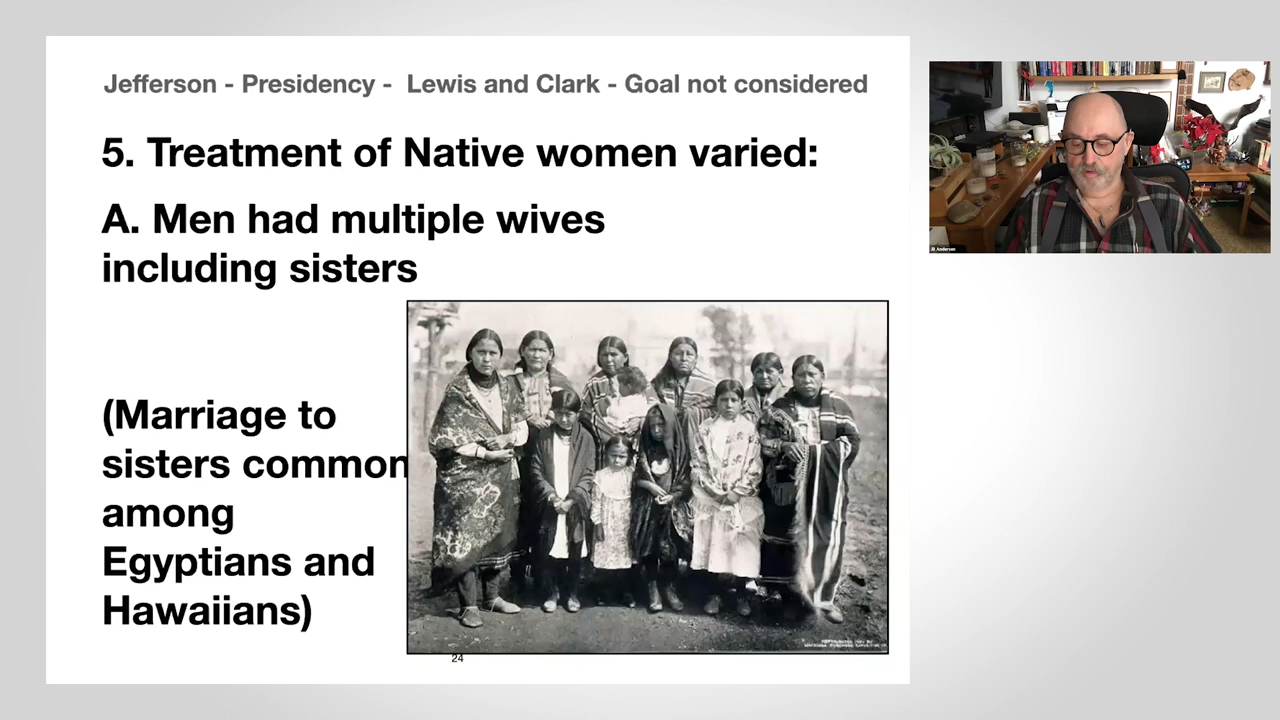 Jefferson - Presidency -  Lewis and Clark - Goal not considered
5. Treatment of Native women varied:
A. Men had multiple wives
including sisters
(Marriage to
sisters common
among
Egyptians and
Hawaiians)
24
Andersen